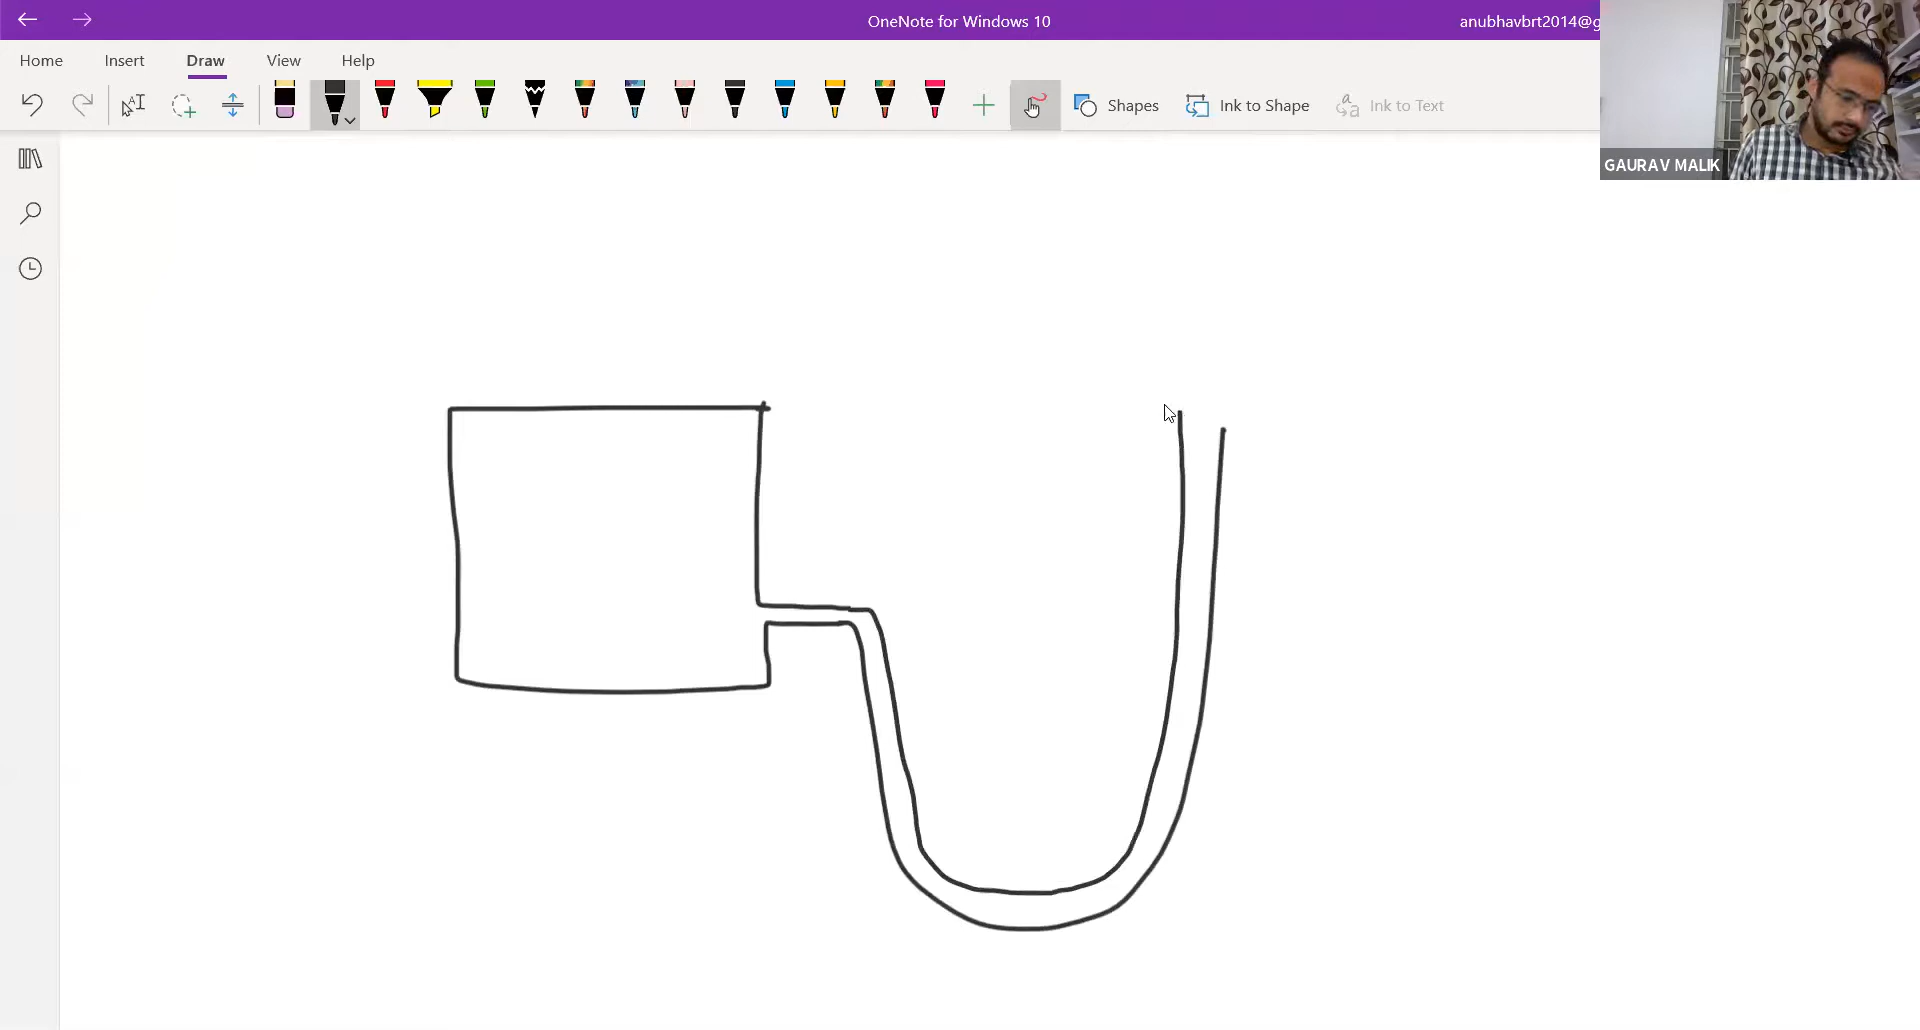 OneNote for Windows 10
anubhavbrt2014@g
Home Insert Draw View Help
Shapes Ink to Shape Ink to Text
GAURAV MALIK